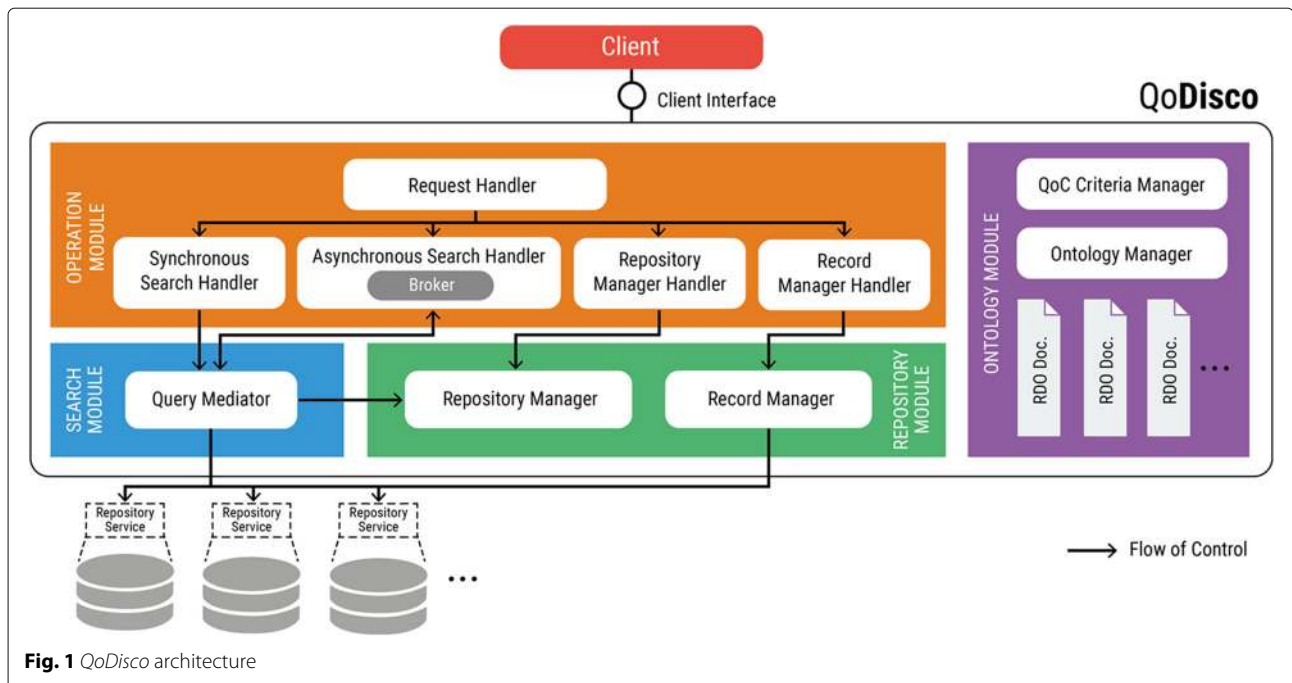 Client
Client Interface
QoDisco
OPERATION
MODULE
Request Handler
Synchronous
Search Handler
Asynchronous Search Handler
Broker
Repository
Manager Handler
Record
Manager Handler
SEARCH
MODULE
Query Mediator
Repository Manager
Record Manager
REPOSITORY
MODULE
ONTOLOGY MODULE
QoC Criteria Manager
Ontology Manager
RDO Doc.
RDO Doc.
RDO Doc.
...
Repository
Service
Repository
Service
Repository
Service
...
Flow of Control
Fig. 1 QoDisco architecture